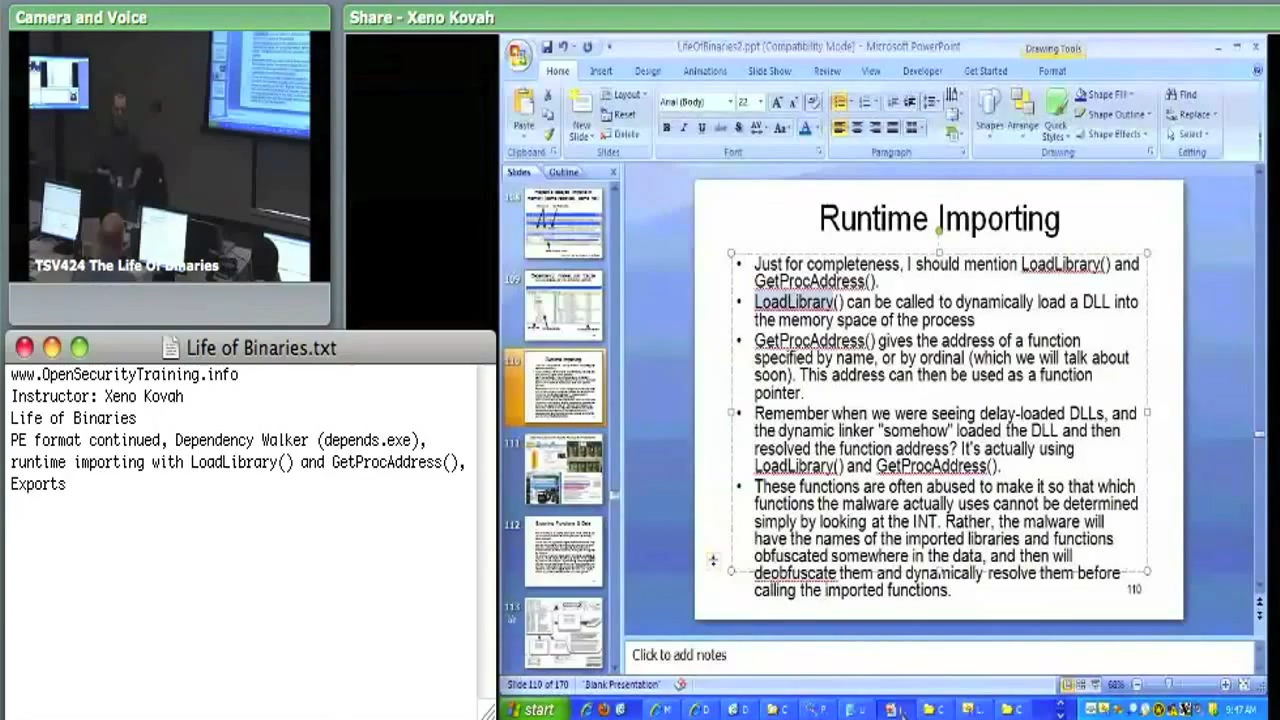 Camera and Voice
Share - Xeno Kovah
TSV424 The Life Of Binaries
Life of Binaries.txt
www.OpenSecurityTraining.info
Instructor: Xeno Kovah
Life of Binaries
PE format continued, Dependency Walker (depends.exe),
runtime importing with LoadLibrary() and GetProcAddress(),
Exports
[Compatibility Mode]
Drawing Tools
Home
Insert
Design
Slide Show
Review
View
Developer
Format
Paste
Clipboard
New
Slide
Layout
Reset
Delete
Slides
Arial (Body)
22
Font
Paragraph
Shapes
Arrange
Quick
Styles
Shape Fill
Shape Outline
Shape Effects
Drawing
Find
Replace
Select
Editing
Slides
Outline
109
110
111
112
113
Runtime Importing
• Just for completeness, I should mention LoadLibrary() and
GetProcAddress().
• LoadLibrary() can be called to dynamically load a DLL into
the memory space of the process
• GetProcAddress() gives the address of a function
specified by name, or by ordinal (which we will talk about
soon). This address can then be used as a function
pointer.
• Remember when we were seeing delay-loaded DLLs, and
the dynamic linker "somehow" loaded the DLL and then
resolved the function address? It's actually using
LoadLibrary() and GetProcAddress().
• These functions are often abused to make it so that which
functions the malware actually uses cannot be determined
simply by looking at the INT. Rather, the malware will
have the names of the imported libraries and functions
obfuscated somewhere in the data, and then will
deobfuscate them and dynamically resolve them before
calling the imported functions.
110
Click to add notes
Slide 110 of 170
"Blank Presentation"
68%
start
9:47 AM